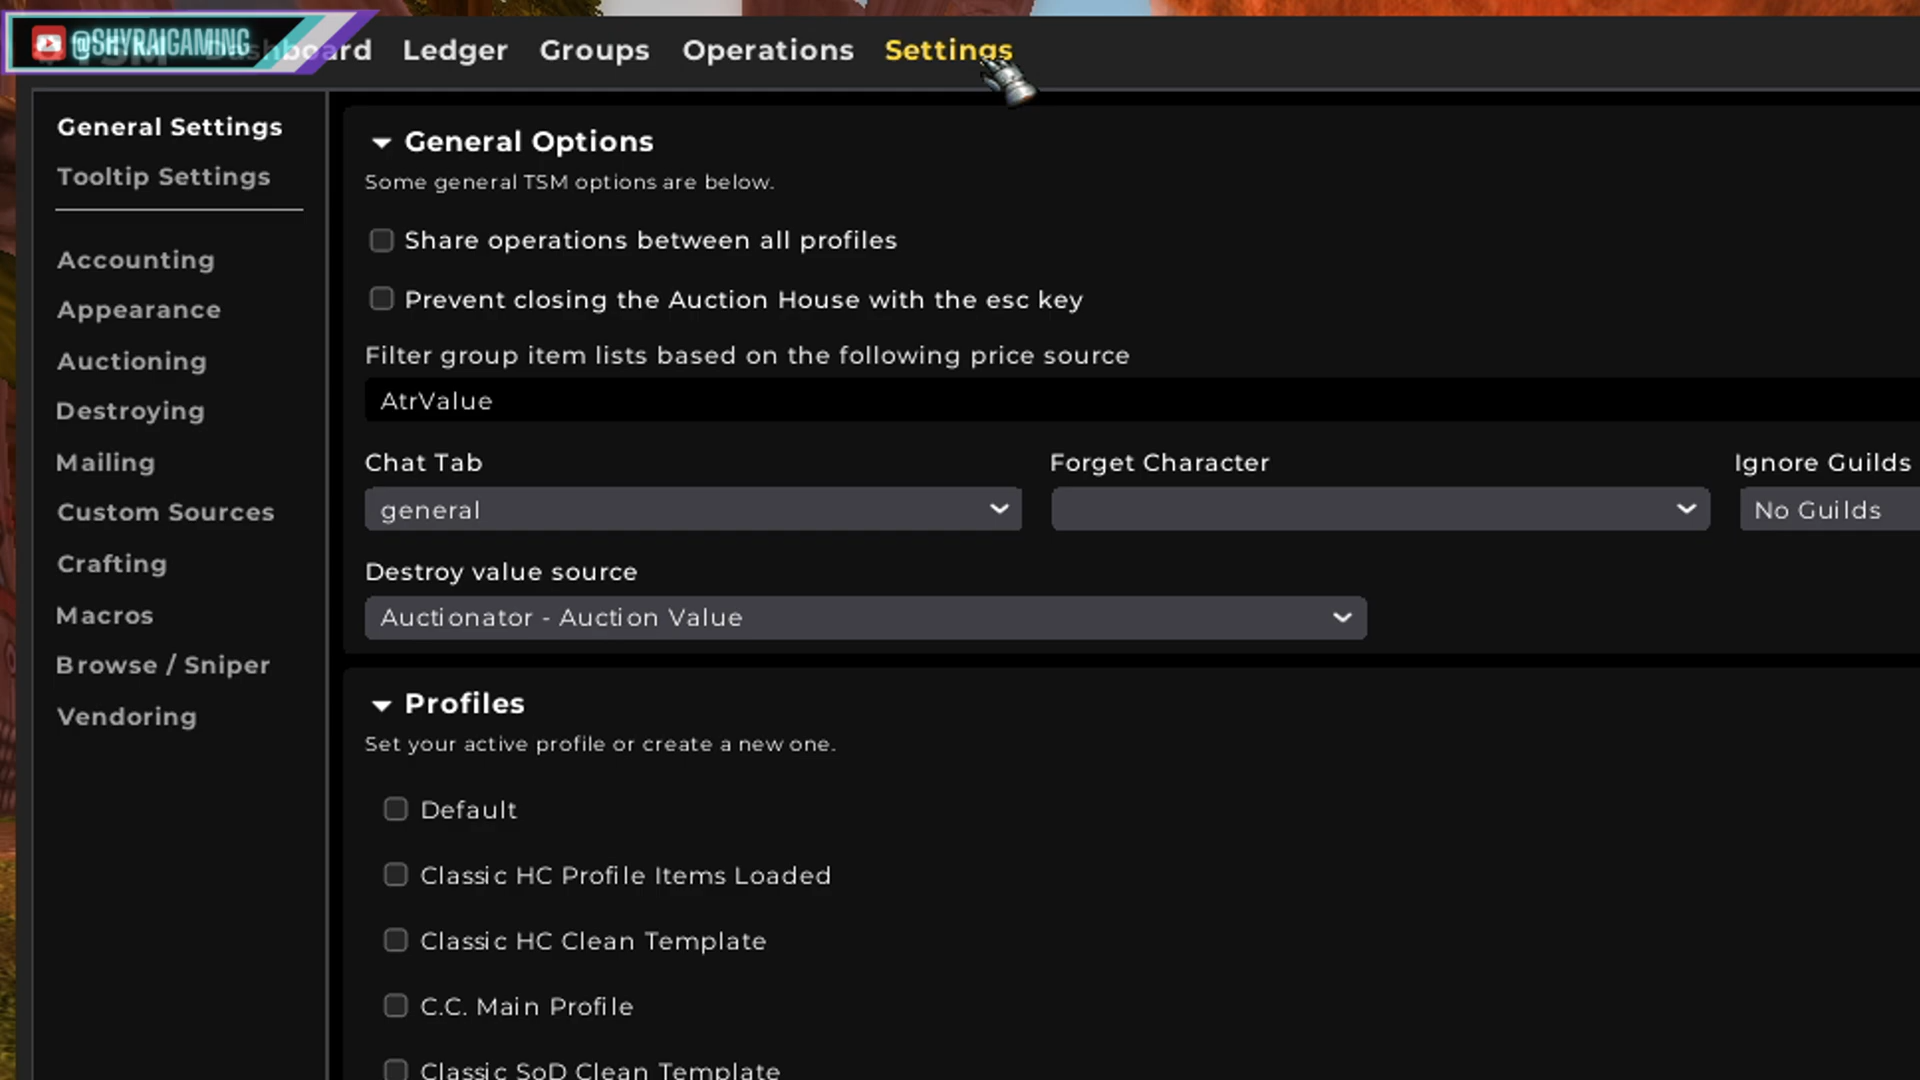 @SHYRAIGAMING
TSM Dashboard Ledger Groups Operations Settings
General Settings
Tooltip Settings
Accounting
Appearance
Auctioning
Destroying
Mailing
Custom Sources
Crafting
Macros
Browse / Sniper
Vendoring
General Options
Some general TSM options are below.
Share operations between all profiles
Prevent closing the Auction House with the esc key
Filter group item lists based on the following price source
AtrValue
Chat Tab Forget Character Ignore Guilds
general No Guilds
Destroy value source
Auctionator - Auction Value
Profiles
Set your active profile or create a new one.
Default
Classic HC Profile Items Loaded
Classic HC Clean Template
C.C. Main Profile
Classic SoD Clean Template